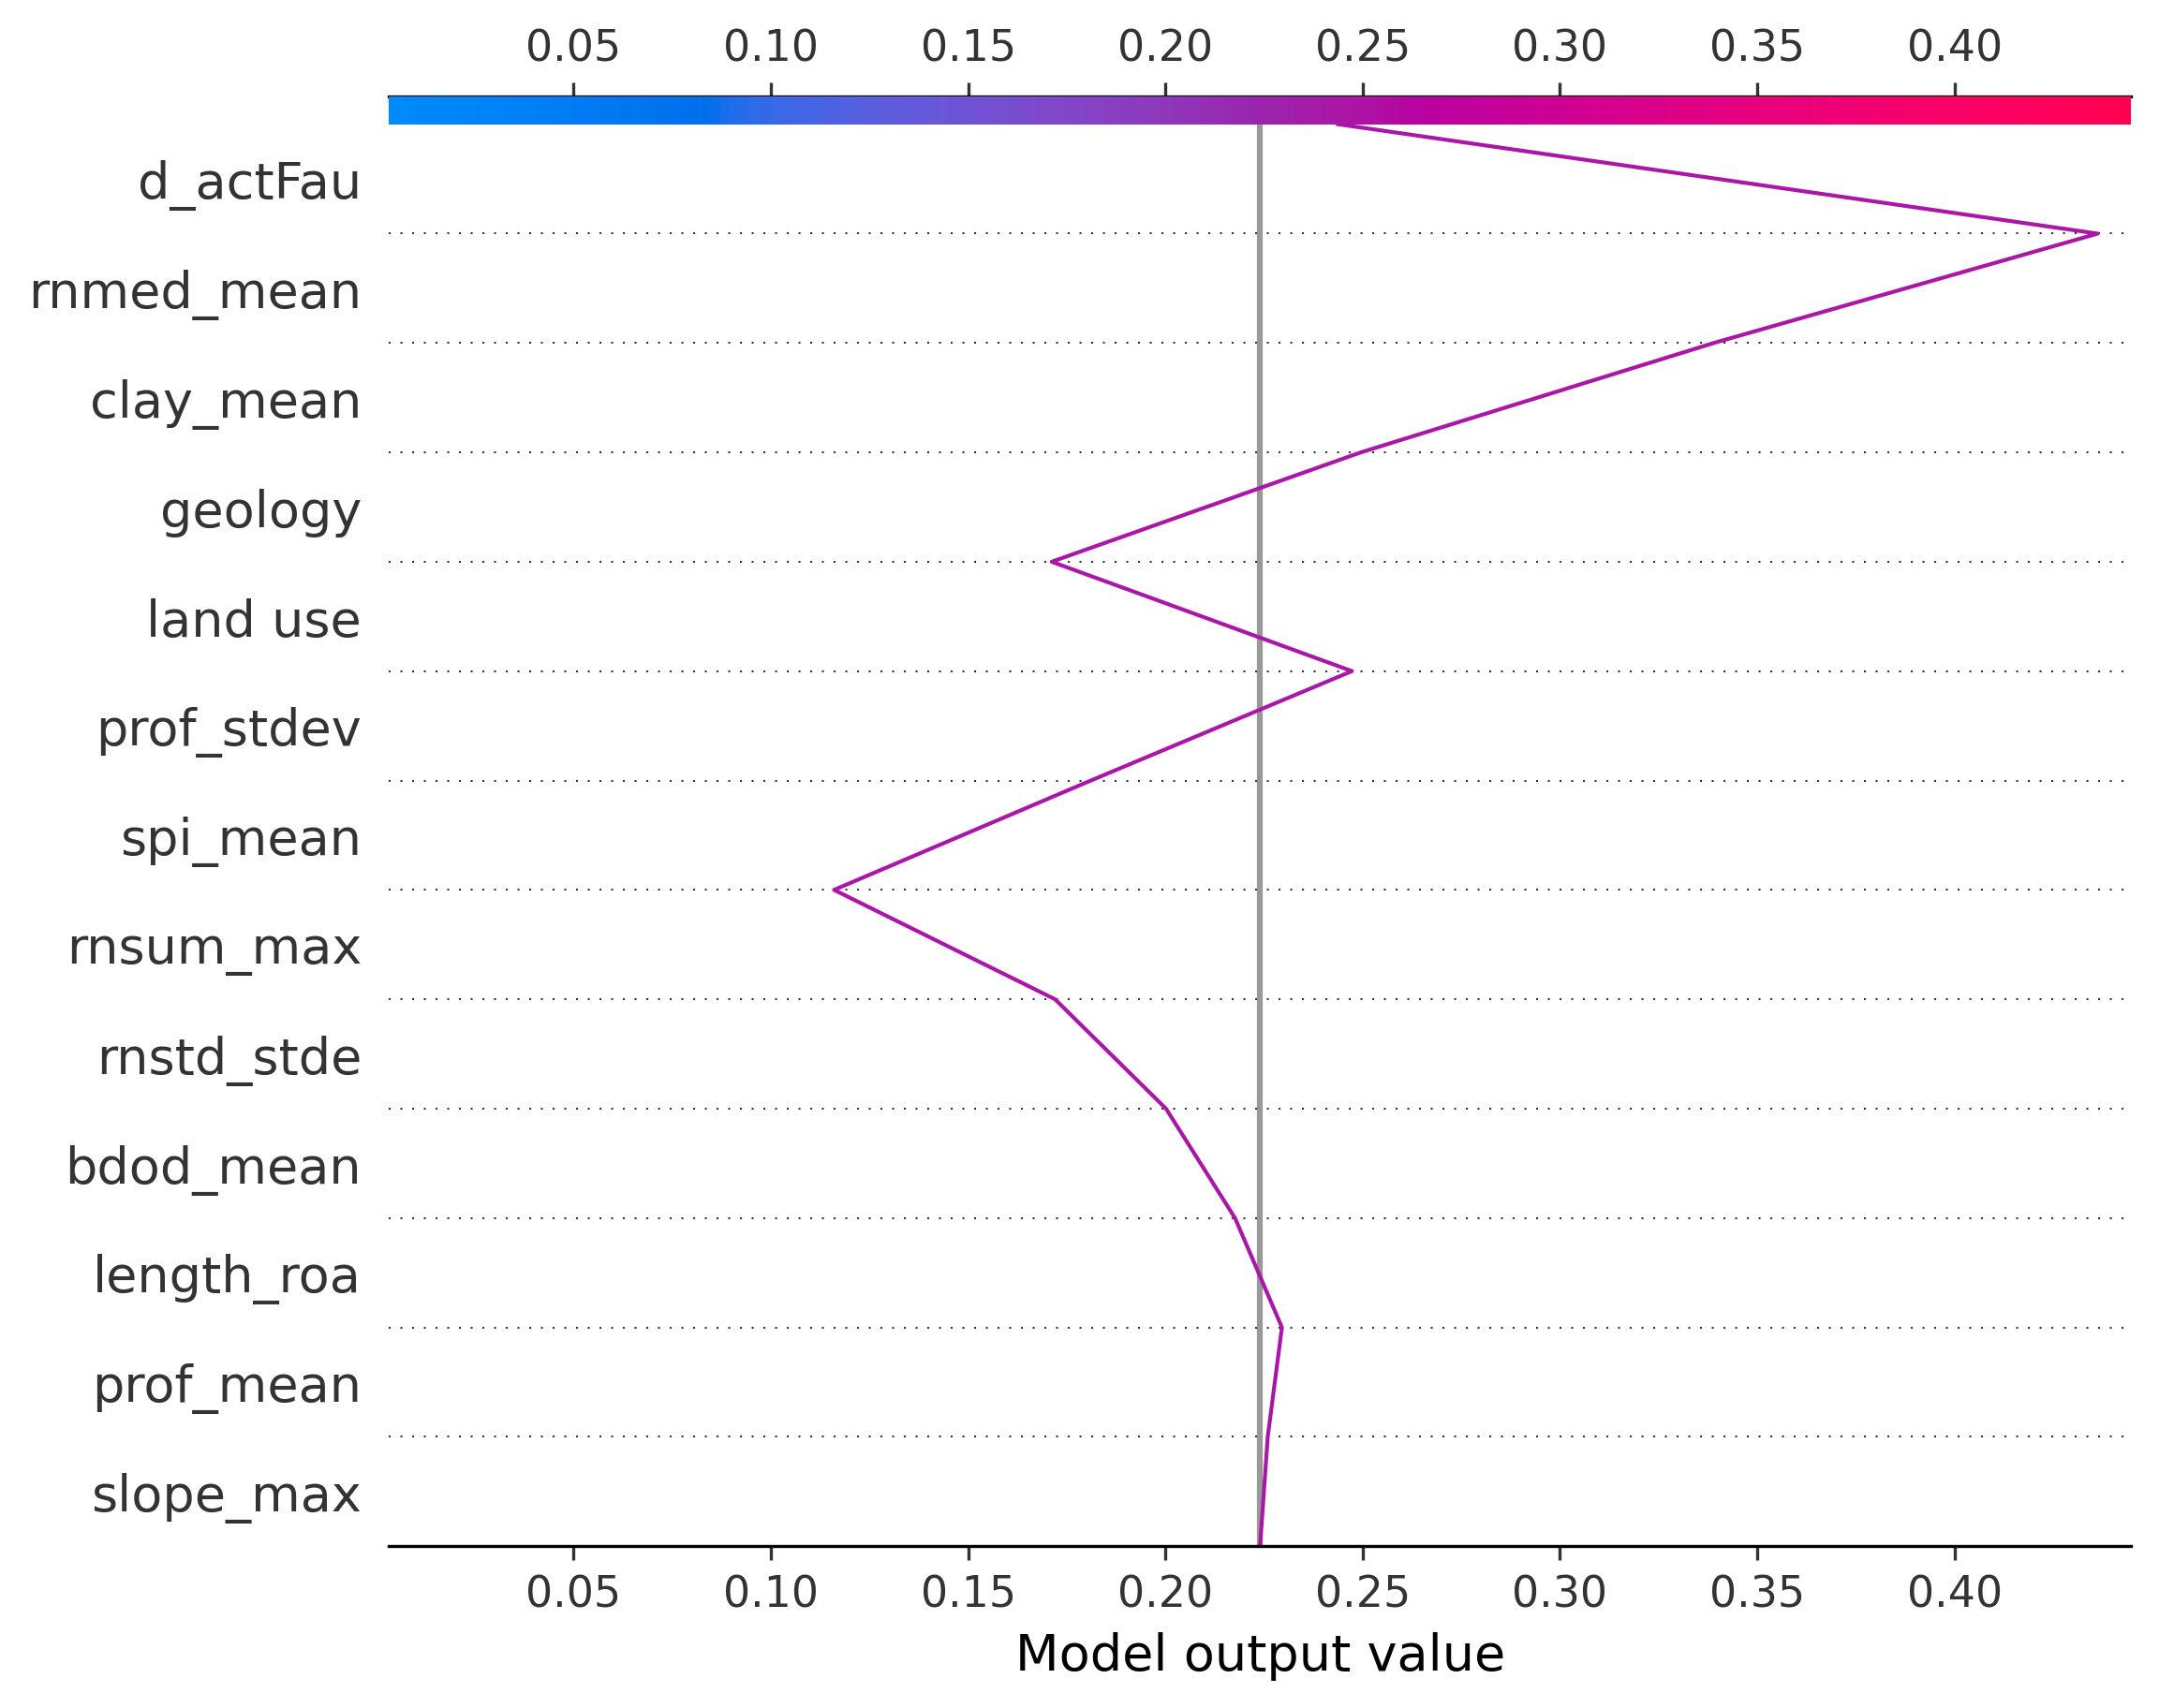 0.05 0.10 0.15 0.20 0.25 0.30 0.35 0.40
d_actFau
rnmed_mean
clay_mean
geology
land use
prof_stdev
spi_mean
rnsum_max
rnstd_stde
bdod_mean
length_roa
prof_mean
slope_max
0.05 0.10 0.15 0.20 0.25 0.30 0.35 0.40
Model output value